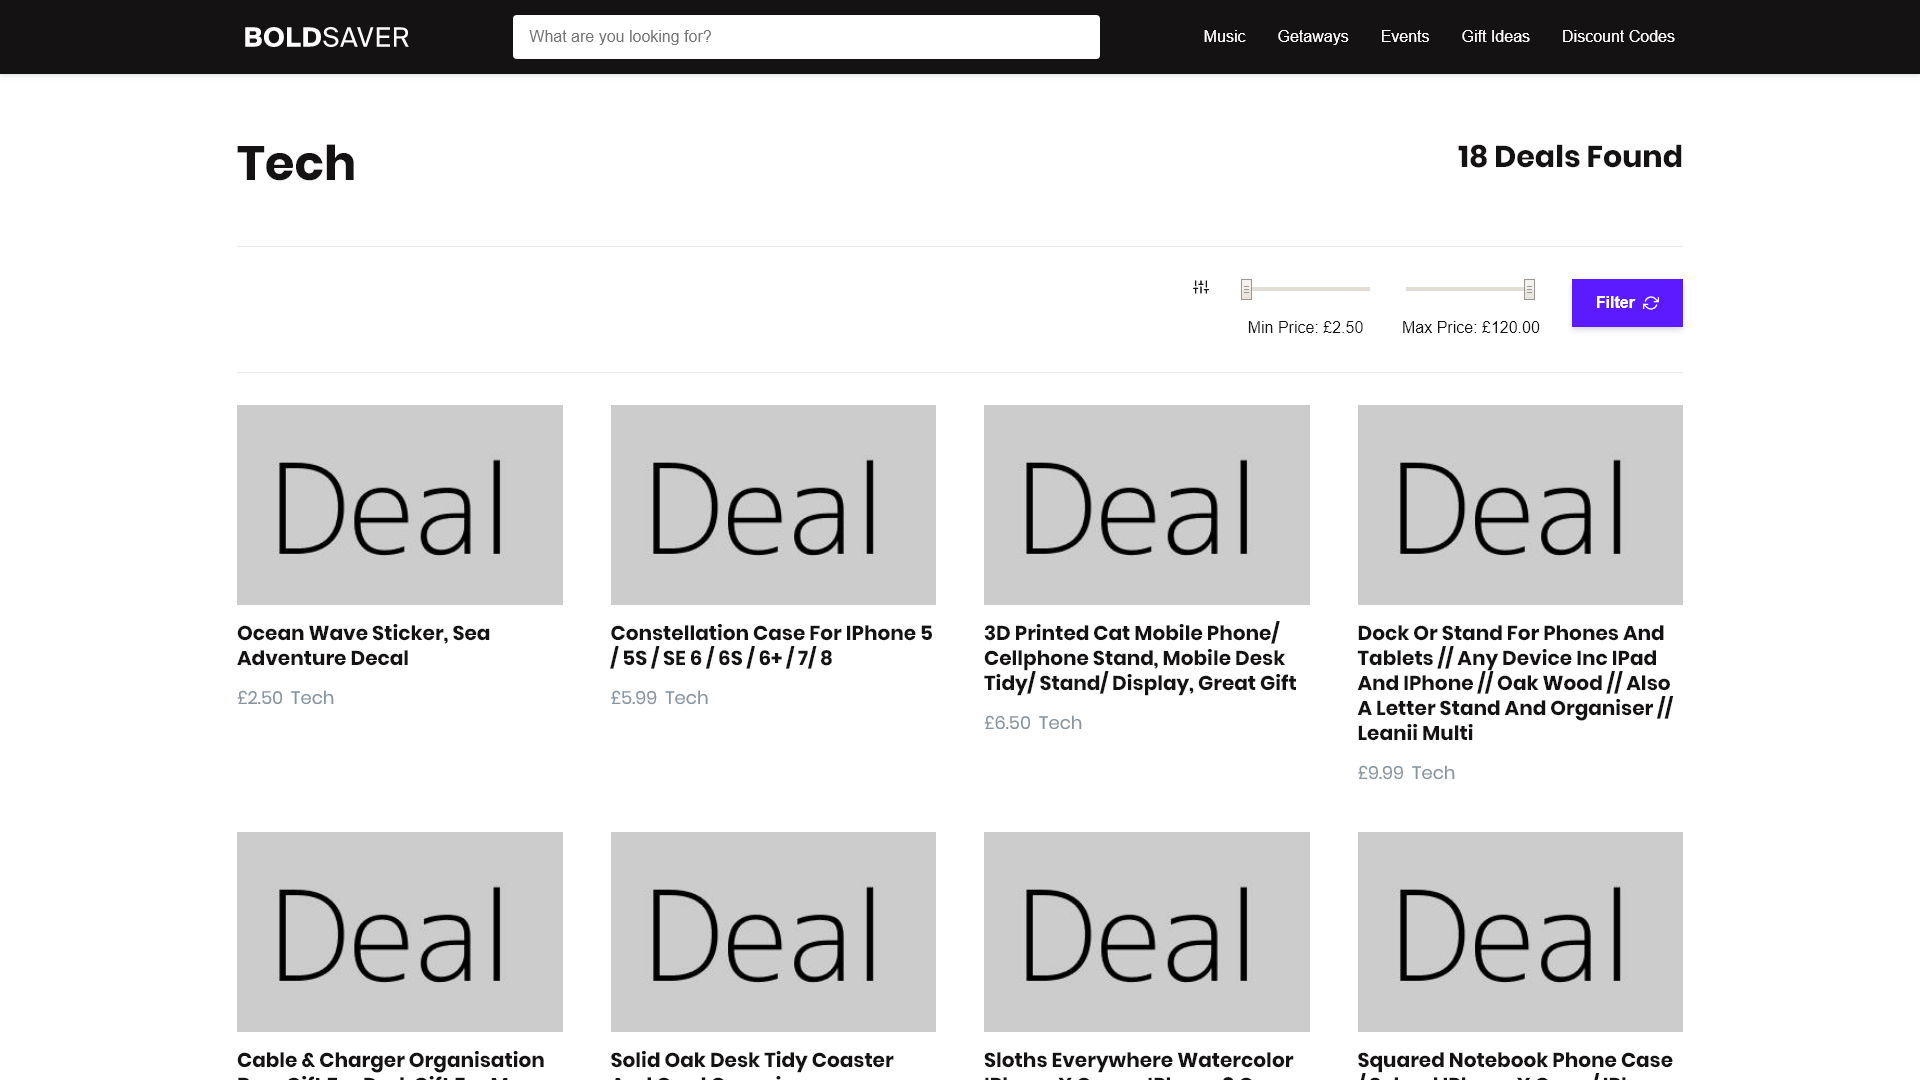 BOLDSAVER
What are you looking for?
Music
Getaways
Events
Gift Ideas
Discount Codes
Tech
18 Deals Found
Min Price: £2.50
Max Price: £120.00
Filter
Deal
Deal
Deal
Deal
Ocean Wave Sticker, Sea
Adventure Decal
£2.50 Tech
Constellation Case For IPhone 5
/ 5S / SE 6 / 6S / 6+ / 7/ 8
£5.99 Tech
3D Printed Cat Mobile Phone/
Cellphone Stand, Mobile Desk
Tidy/ Stand/ Display, Great Gift
£6.50 Tech
Dock Or Stand For Phones And
Tablets // Any Device Inc IPad
And IPhone // Oak Wood // Also
A Letter Stand And Organiser //
Leanii Multi
£9.99 Tech
Deal
Deal
Deal
Deal
Cable & Charger Organisation
Solid Oak Desk Tidy Coaster
Sloths Everywhere Watercolor
Squared Notebook Phone Case